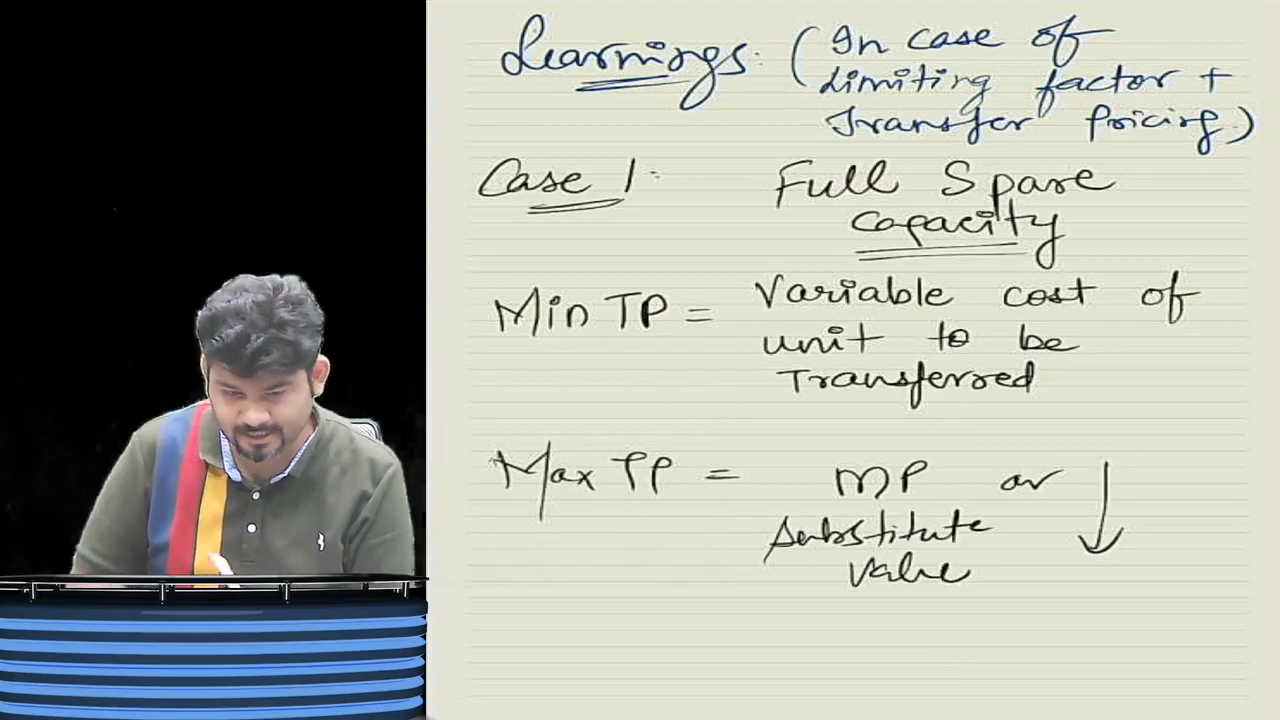 Learnings: (In case of
limiting factor +
Transfer Pricing)
Case 1:
Full Spare
Capacity
Min TP = Variable cost of
unit to be
Transferred
Max TP = MP or ↓
substitute
value